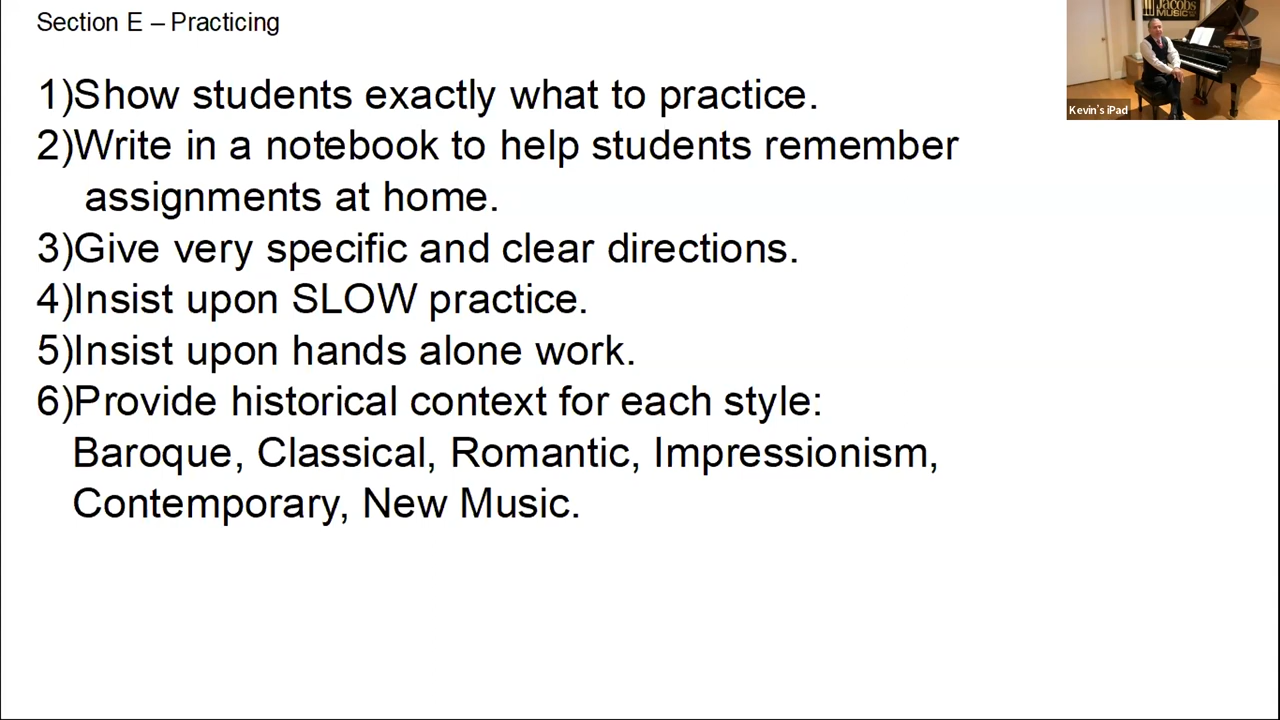 Section E – Practicing
Jacobs
MUSIC
Kevin's iPad
1)Show students exactly what to practice.
2)Write in a notebook to help students remember
assignments at home.
3)Give very specific and clear directions.
4)Insist upon SLOW practice.
5)Insist upon hands alone work.
6)Provide historical context for each style:
Baroque, Classical, Romantic, Impressionism,
Contemporary, New Music.